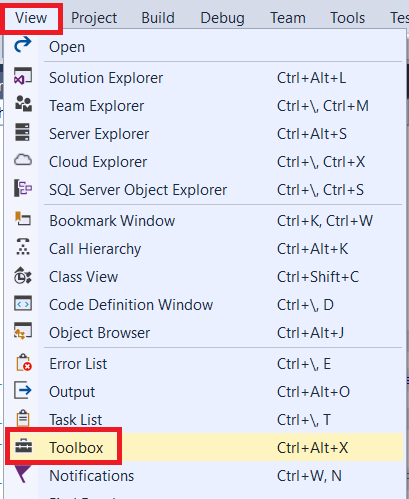 View Project Build Debug Team Tools
Open
Solution Explorer Ctrl+Alt+L
Team Explorer Ctrl+\, Ctrl+M
Server Explorer Ctrl+Alt+S
Cloud Explorer Ctrl+\, Ctrl+X
SQL Server Object Explorer Ctrl+\, Ctrl+S
Bookmark Window Ctrl+K, Ctrl+W
Call Hierarchy Ctrl+Alt+K
Class View Ctrl+Shift+C
Code Definition Window Ctrl+\, D
Object Browser Ctrl+Alt+J
Error List Ctrl+\, E
Output Ctrl+Alt+O
Task List Ctrl+\, T
Toolbox Ctrl+Alt+X
Notifications Ctrl+W, N